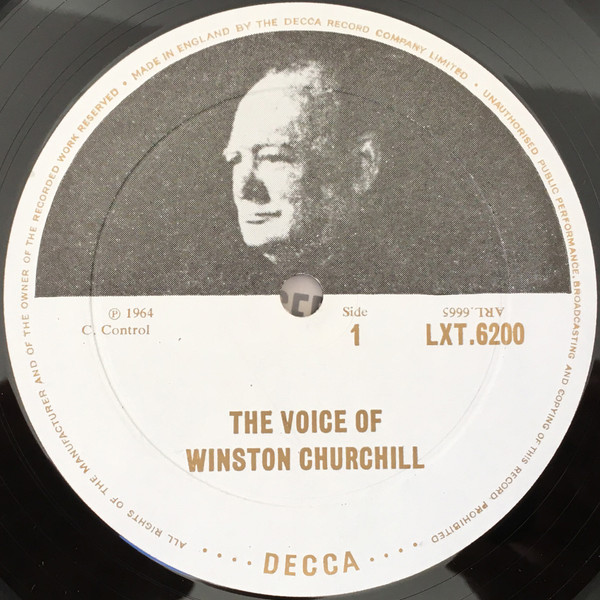 ALL RIGHTS OF THE MANUFACTURER AND OF THE OWNER OF THE RECORDED WORK RESERVED • MADE IN ENGLAND BY THE DECCA RECORD COMPANY LIMITED • UNAUTHORISED PUBLIC PERFORMANCE, BROADCASTING AND COPYING OF THIS RECORD PROHIBITED
℗ 1964
C. Control
Side
1
ARL.6665
LXT.6200
THE VOICE OF
WINSTON CHURCHILL
.... DECCA ....